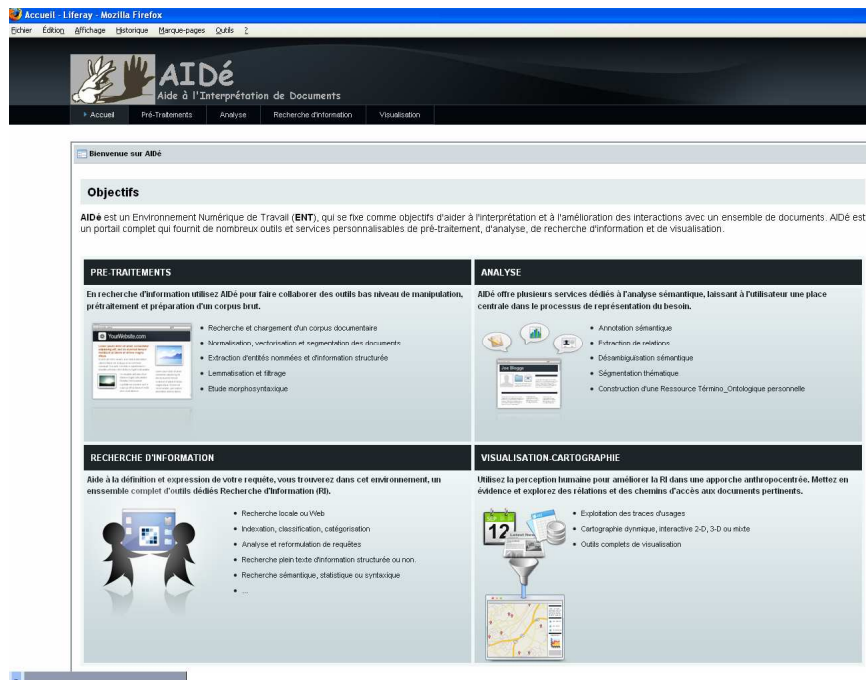 Accueil - Liferay - Mozilla Firefox
Fichier Édition Affichage Historique Marque-pages Outils ?
AIDé
Aide à l'Interprétation de Documents
Accueil Pré-Traitements Analyse Recherche d'information Visualisation
Bienvenue sur AIDé
Objectifs
AIDé est un Environnement Numérique de Travail (ENT), qui se fixe comme objectifs d'aider à l'interprétation et à l'amélioration des interactions avec un ensemble de documents. AIDé est
un portail complet qui fournit de nombreux outils et services personnalisables de pré-traitement, d'analyse, de recherche d'information et de visualisation.
PRE-TRAITEMENTS
En recherche d'information utilisez AIDé pour faire collaborer des outils bas niveau de manipulation,
prétraitement et préparation d'un corpus brut.
YourWebsite.com
• Recherche et chargement d'un corpus documentaire
• Normalisation, vectorisation et segmentation des documents
• Extraction d'entités nommées et d'information structurée
• Lemmatisation et filtrage
• Etude morphosyntaxique
ANALYSE
AIDé offre plusieurs services dédiés à l'analyse sémantique, laissant à l'utilisateur une place
centrale dans le processus de représentation du besoin.
Joe Bloggs
• Annotation sémantique
• Extraction de relations
• Désambiguisation sémantique
• Ségmentation thématique
• Construction d'une Ressource Término_Ontologique personnelle
RECHERCHE D'INFORMATION
Aide à la définition et expression de votre requête, vous trouverez dans cet environnement, un
enssemble complet d'outils dédiés Recherche d'Information (RI).
• Recherche locale ou Web
• Indexation, classification, catégorisation
• Analyse et reformulation de requêtes
• Recherche plein texte d'information structurée ou non.
• Recherche sémantique, statistique ou syntaxique
• ...
VISUALISATION-CARTOGRAPHIE
Utilisez la perception humaine pour améliorer la RI dans une apporche anthropocentrée. Mettez en
évidence et explorez des relations et des chemins d'accès aux documents pertinents.
12
Latest News
• Exploitation des traces d'usages
• Cartographie dynmique, interactive 2-D, 3-D ou mixte
• Outils complets de visualisation